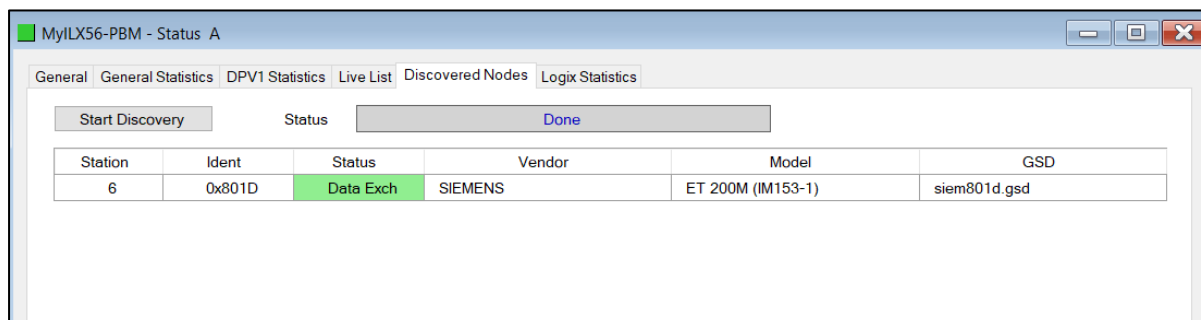 MyILX56-PBM - Status A
General General Statistics DPV1 Statistics Live List Discovered Nodes Logix Statistics
Start Discovery Status Done
Station Ident Status Vendor Model GSD
6 0x801D Data Exch SIEMENS ET 200M (IM153-1) siem801d.gsd